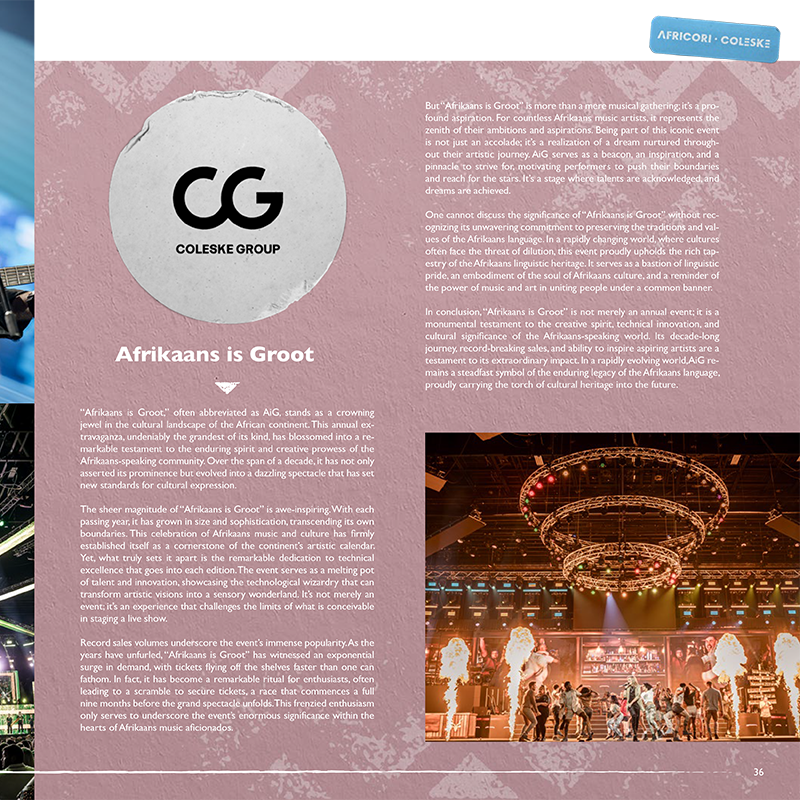 AFRICORI · COLESKE
CG
COLESKE GROUP
Afrikaans is Groot
“Afrikaans is Groot,” often abbreviated as AiG, stands as a crowning
jewel in the cultural landscape of the African continent. This annual ex-
travaganza, undeniably the grandest of its kind, has blossomed into a re-
markable testament to the enduring spirit and creative prowess of the
Afrikaans-speaking community. Over the span of a decade, it has not only
asserted its prominence but evolved into a dazzling spectacle that has set
new standards for cultural expression.
The sheer magnitude of “Afrikaans is Groot” is awe-inspiring. With each
passing year, it has grown in size and sophistication, transcending its own
boundaries. This celebration of Afrikaans music and culture has firmly
established itself as a cornerstone of the continent’s artistic calendar.
Yet, what truly sets it apart is the remarkable dedication to technical
excellence that goes into each edition. The event serves as a melting pot
of talent and innovation, showcasing the technological wizardry that can
transform artistic visions into a sensory wonderland. It’s not merely an
event; it’s an experience that challenges the limits of what is conceivable
in staging a live show.
Record sales volumes underscore the event’s immense popularity. As the
years have unfurled, “Afrikaans is Groot” has witnessed an exponential
surge in demand, with tickets flying off the shelves faster than one can
fathom. In fact, it has become a remarkable ritual for enthusiasts, often
leading to a scramble to secure tickets, a race that commences a full
nine months before the grand spectacle unfolds. This frenzied enthusiasm
only serves to underscore the event’s enormous significance within the
hearts of Afrikaans music aficionados.
But “Afrikaans is Groot” is more than a mere musical gathering; it’s a pro-
found aspiration. For countless Afrikaans music artists, it represents the
zenith of their ambitions and aspirations. Being part of this iconic event
is not just an accolade; it’s a realization of a dream nurtured through-
out their artistic journey. AiG serves as a beacon, an inspiration, and a
pinnacle to strive for, motivating performers to push their boundaries
and reach for the stars. It’s a stage where talents are acknowledged, and
dreams are achieved.
One cannot discuss the significance of “Afrikaans is Groot” without rec-
ognizing its unwavering commitment to preserving the traditions and val-
ues of the Afrikaans language. In a rapidly changing world, where cultures
often face the threat of dilution, this event proudly upholds the rich tap-
estry of the Afrikaans linguistic heritage. It serves as a bastion of linguistic
pride, an embodiment of the soul of Afrikaans culture, and a reminder of
the power of music and art in uniting people under a common banner.
In conclusion, “Afrikaans is Groot” is not merely an annual event; it is a
monumental testament to the creative spirit, technical innovation, and
cultural significance of the Afrikaans-speaking world. Its decade-long
journey, record-breaking sales, and ability to inspire aspiring artists are a
testament to its extraordinary impact. In a rapidly evolving world, AiG re-
mains a steadfast symbol of the enduring legacy of the Afrikaans language,
proudly carrying the torch of cultural heritage into the future.
36